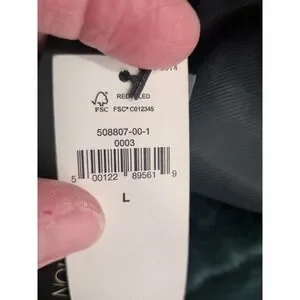 RECYCLED
FSC
FSC® C012345
508807-00-1
0003
5 00122 89561 9
L